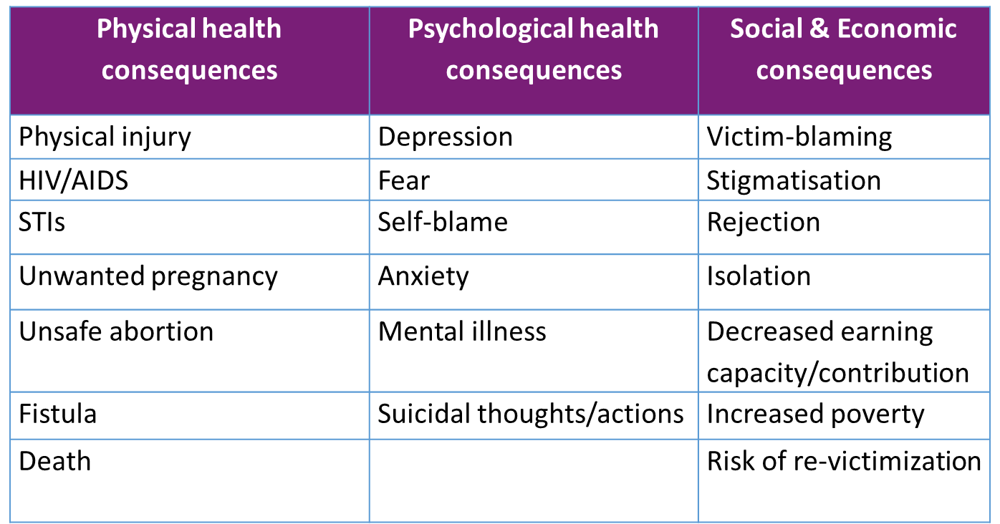 Physical health
consequences
Psychological health
consequences
Social & Economic
consequences
Physical injury
Depression
Victim-blaming
HIV/AIDS
Fear
Stigmatisation
STIs
Self-blame
Rejection
Unwanted pregnancy
Anxiety
Isolation
Unsafe abortion
Mental illness
Decreased earning
capacity/contribution
Fistula
Suicidal thoughts/actions
Increased poverty
Death
Risk of re-victimization